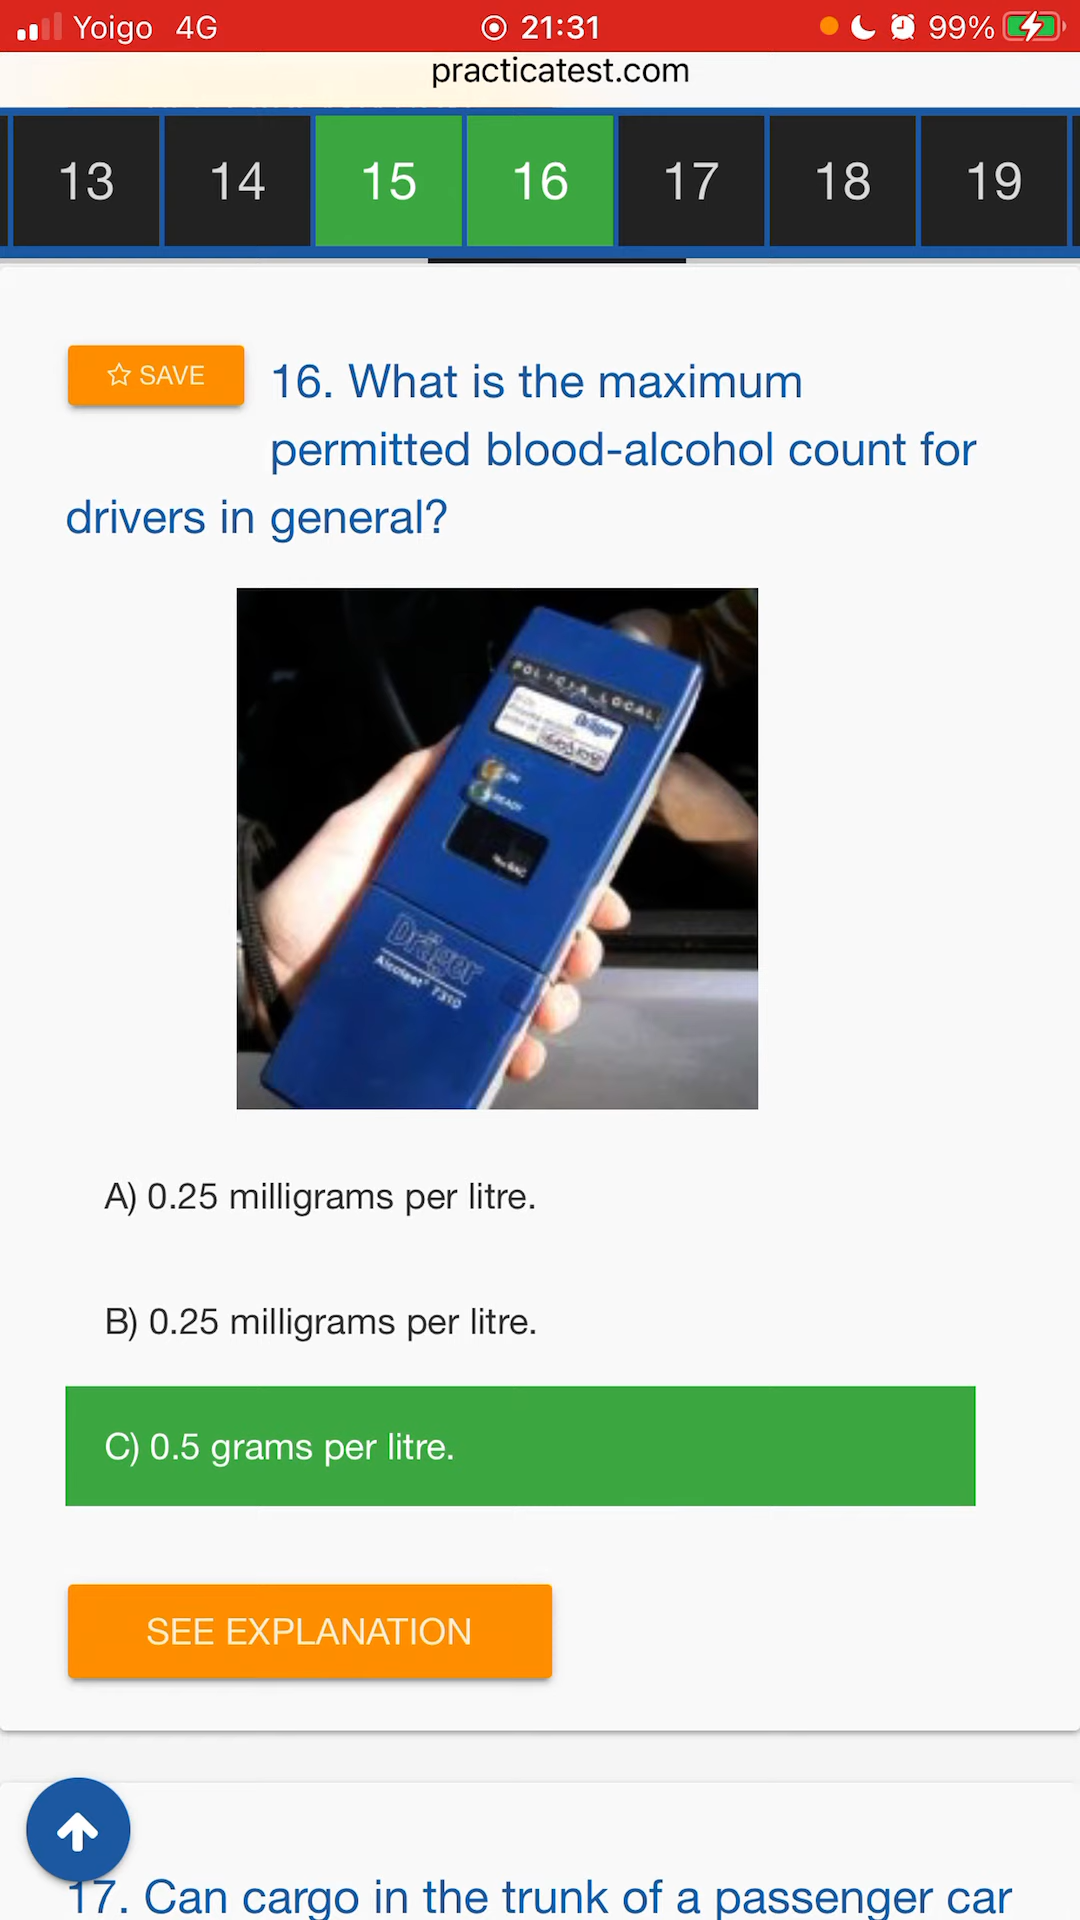 Yoigo 4G 21:31 99%
practicatest.com
13 14 15 16 17 18 19
SAVE
16. What is the maximum
permitted blood-alcohol count for
drivers in general?
POLICIA LOCAL
Dräger
ON
READY
Dräger
Alcotest 7310
A) 0.25 milligrams per litre.
B) 0.25 milligrams per litre.
C) 0.5 grams per litre.
SEE EXPLANATION
17. Can cargo in the trunk of a passenger car